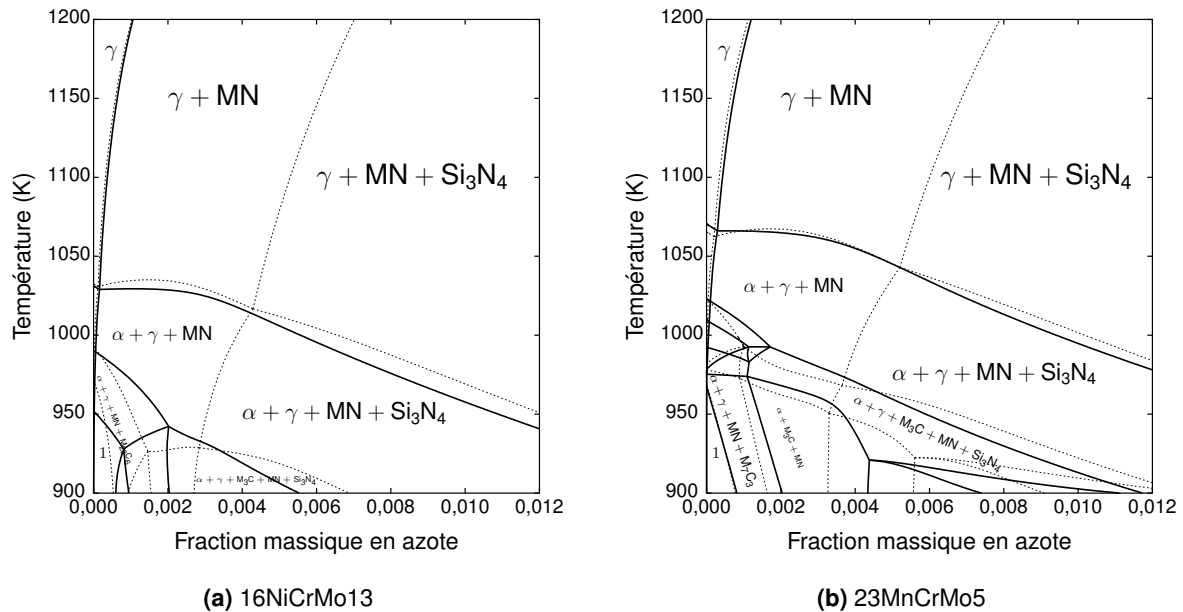 1200
1150
1100
1050
1000
950
900
Température (K)
γ
γ + MN
γ + MN + Si₃N₄
α + γ + MN
α + γ + MN + Si₃N₄
α + γ + M₃C + MN + Si₃N₄
1
0,000 0,002 0,004 0,006 0,008 0,010 0,012
Fraction massique en azote
(a) 16NiCrMo13
1200
1150
1100
1050
1000
950
900
Température (K)
γ
γ + MN
γ + MN + Si₃N₄
α + γ + MN
α + γ + MN + Si₃N₄
α + γ + M₃C + MN + Si₃N₄
α + M₃C + MN
α + γ + MN + M₇C₃
1
0,000 0,002 0,004 0,006 0,008 0,010 0,012
Fraction massique en azote
(b) 23MnCrMo5